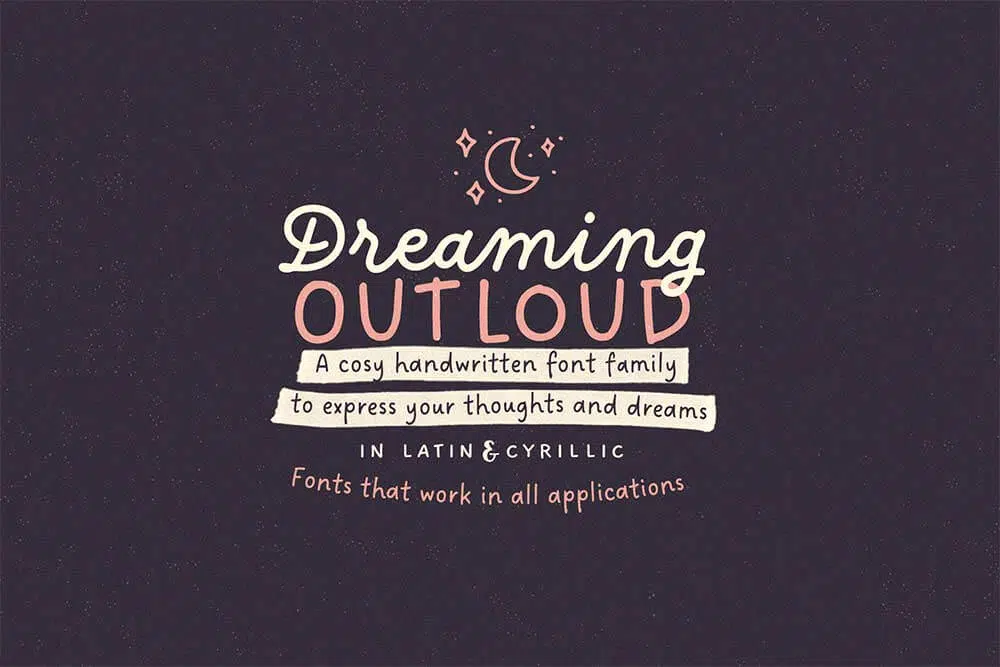 Dreaming
OUTLOUD
A cosy handwritten font family
to express your thoughts and dreams
IN LATIN & CYRILLIC
Fonts that work in all applications